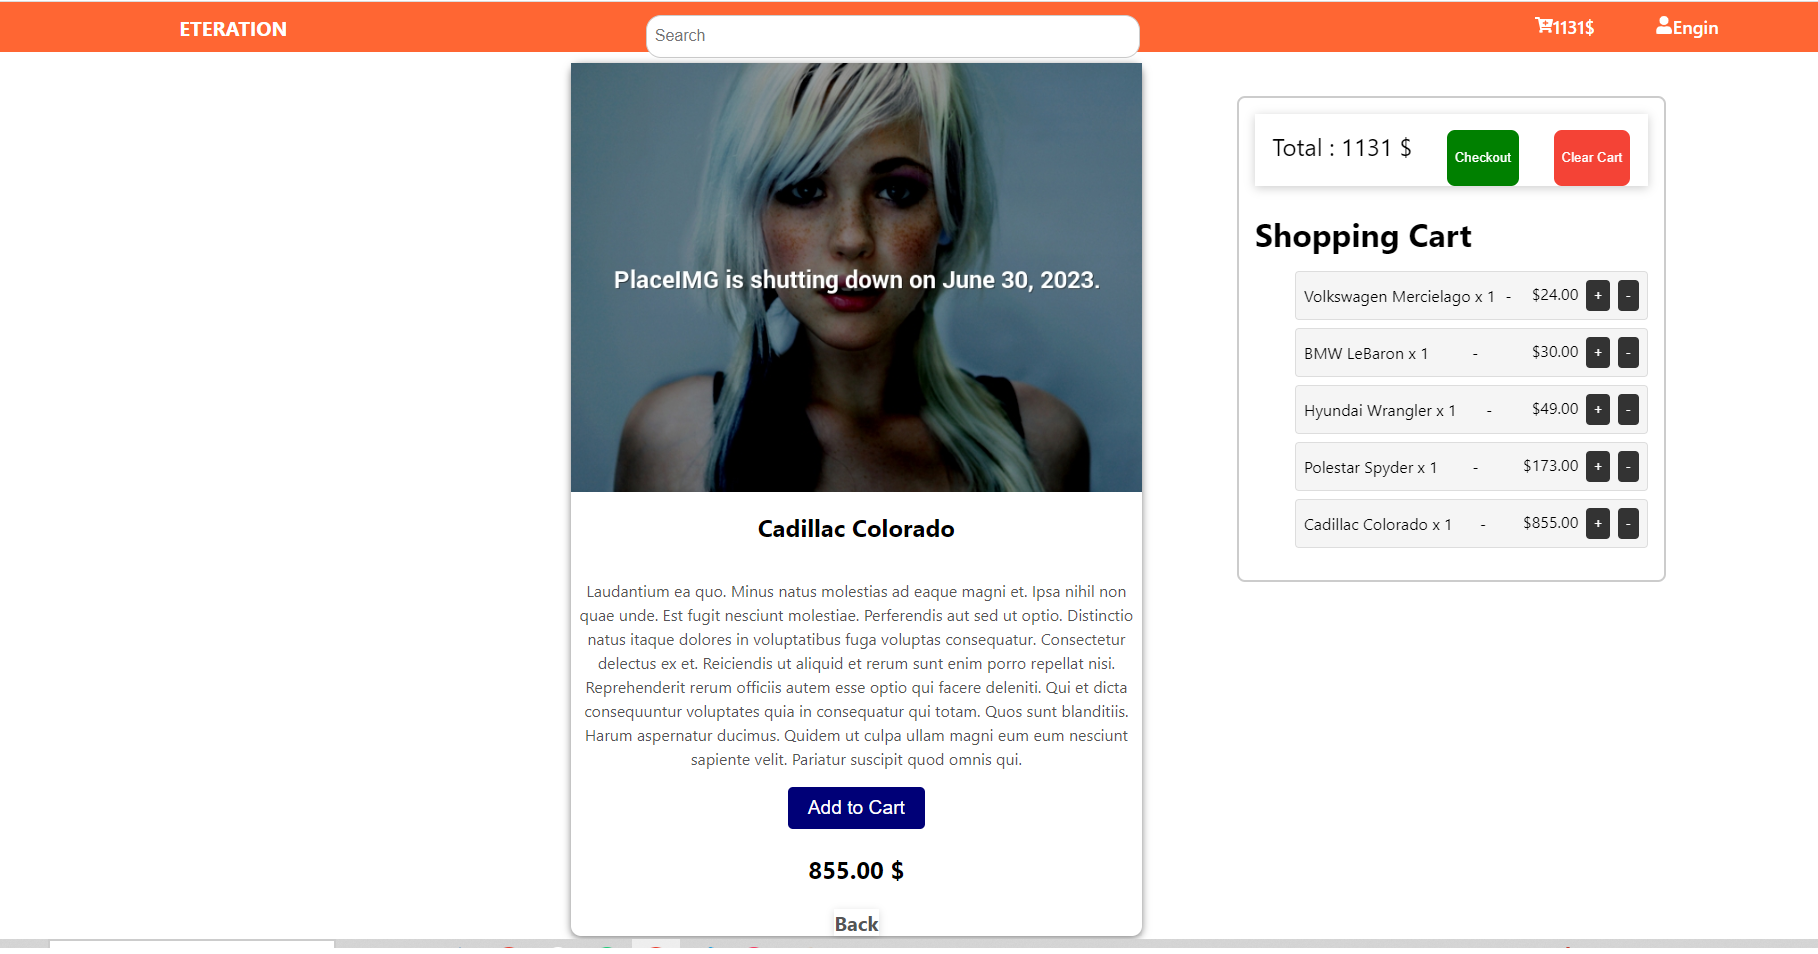 ETERATION
Search
1131$
Engin
PlaceIMG is shutting down on June 30, 2023.
Cadillac Colorado
Laudantium ea quo. Minus natus molestias ad eaque magni et. Ipsa nihil non
quae unde. Est fugit nesciunt molestiae. Perferendis aut sed ut optio. Distinctio
natus itaque dolores in voluptatibus fuga voluptas consequatur. Consectetur
delectus ex et. Reiciendis ut aliquid et rerum sunt enim porro repellat nisi.
Reprehenderit rerum officiis autem esse optio qui facere deleniti. Qui et dicta
consequuntur voluptates quia in consequatur qui totam. Quos sunt blanditiis.
Harum aspernatur ducimus. Quidem ut culpa ullam magni eum eum nesciunt
sapiente velit. Pariatur suscipit quod omnis qui.
Add to Cart
855.00 $
Back
Total : 1131 $
Checkout
Clear Cart
Shopping Cart
Volkswagen Mercielago x 1 - $24.00 + -
BMW LeBaron x 1 - $30.00 + -
Hyundai Wrangler x 1 - $49.00 + -
Polestar Spyder x 1 - $173.00 + -
Cadillac Colorado x 1 - $855.00 + -